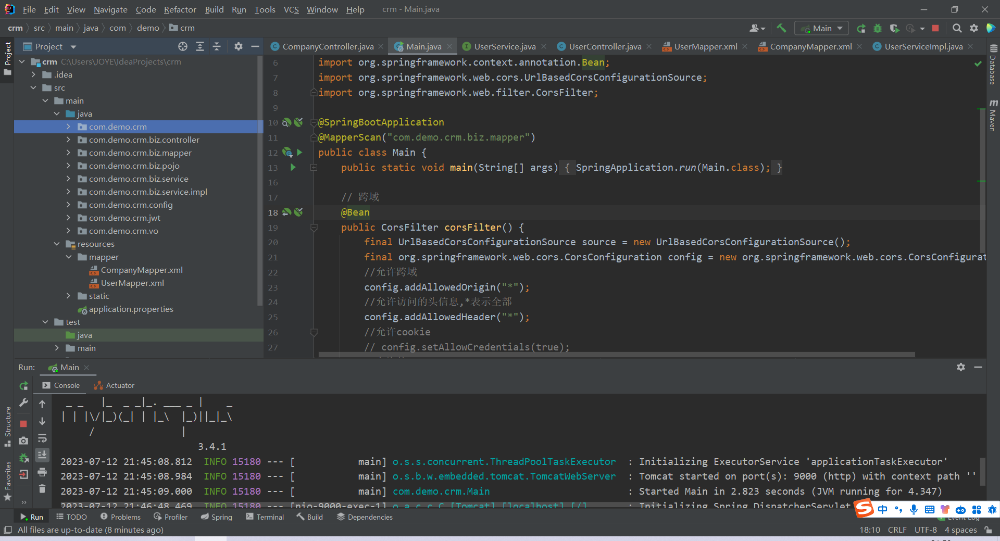 File Edit View Navigate Code Refactor Build Run Tools VCS Window Help crm - Main.java
crm src main java com demo crm
Main
Project
CompanyController.java Main.java UserService.java UserController.java UserMapper.xml CompanyMapper.xml UserServiceImpl.java
Project
Structure
Favorites
Database
Maven
crm C:\Users\JOYE\IdeaProjects\crm
.idea
src
main
java
com.demo.crm
com.demo.crm.biz.controller
com.demo.crm.biz.mapper
com.demo.crm.biz.pojo
com.demo.crm.biz.service
com.demo.crm.biz.service.impl
com.demo.crm.config
com.demo.crm.jwt
com.demo.crm.vo
resources
mapper
CompanyMapper.xml
UserMapper.xml
static
application.properties
test
java
main
6 import org.springframework.context.annotation.Bean;
7 import org.springframework.web.cors.UrlBasedCorsConfigurationSource;
8 import org.springframework.web.filter.CorsFilter;
9
10 @SpringBootApplication
11 @MapperScan("com.demo.crm.biz.mapper")
12 public class Main {
13 public static void main(String[] args) { SpringApplication.run(Main.class); }
16
17 // 跨域
18 @Bean
19 public CorsFilter corsFilter() {
20 final UrlBasedCorsConfigurationSource source = new UrlBasedCorsConfigurationSource();
21 final org.springframework.web.cors.CorsConfiguration config = new org.springframework.web.cors.CorsConfigurat
22 //允许跨域
23 config.addAllowedOrigin("*");
24 //允许访问的头信息,*表示全部
25 config.addAllowedHeader("*");
26 //允许cookie
27 // config.setAllowCredentials(true);
Run: Main
Console Actuator
_ _   |_  _ _|_. ___ _ |    _
| | |\/|_)(_| | |_\  |_)||_|_\
/               |
3.4.1
2023-07-12 21:45:08.812 INFO 15180 --- [ main] o.s.s.concurrent.ThreadPoolTaskExecutor : Initializing ExecutorService 'applicationTaskExecutor'
2023-07-12 21:45:08.984 INFO 15180 --- [ main] o.s.b.w.embedded.tomcat.TomcatWebServer : Tomcat started on port(s): 9000 (http) with context path ''
2023-07-12 21:45:09.000 INFO 15180 --- [ main] com.demo.crm.Main : Started Main in 2.823 seconds (JVM running for 4.347)
2023-07-12 21:46:48.469 INFO 15180 --- [nio-9000-exec-1] o.a.c.c.C.[Tomcat].[localhost].[/] : Initializing Spring DispatcherServlet
中
Run TODO Problems Profiler Spring Terminal Build Dependencies Event Log
All files are up-to-date (8 minutes ago) 18:10 CRLF UTF-8 4 spaces